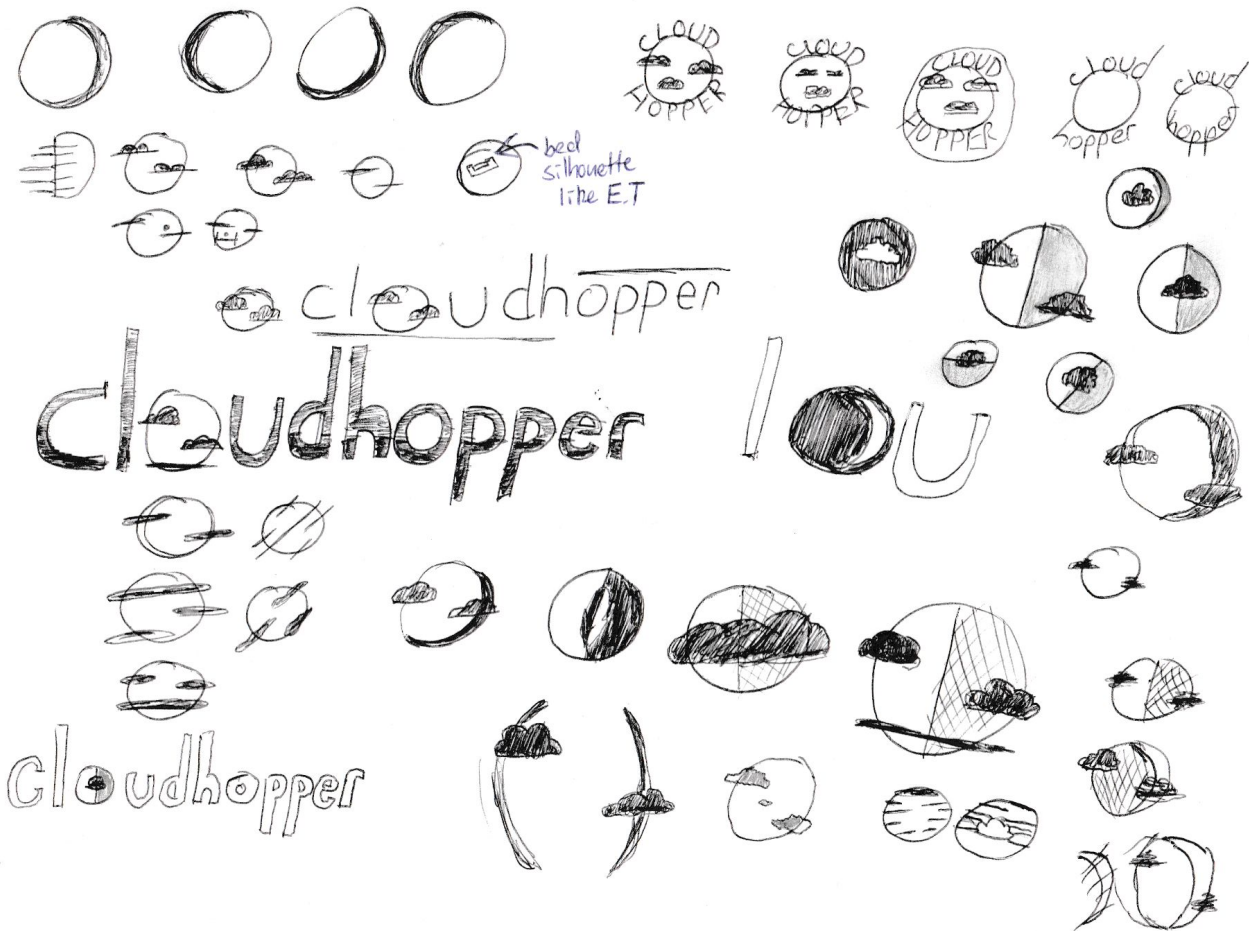 CLOUD
HOPPER
CLOUD
HOPPER
CLOUD
HOPPER
cloud
hopper
cloud
hopper
bed
silhouette
like E.T
cloudhopper
cloudhopper
lou
cloudhopper